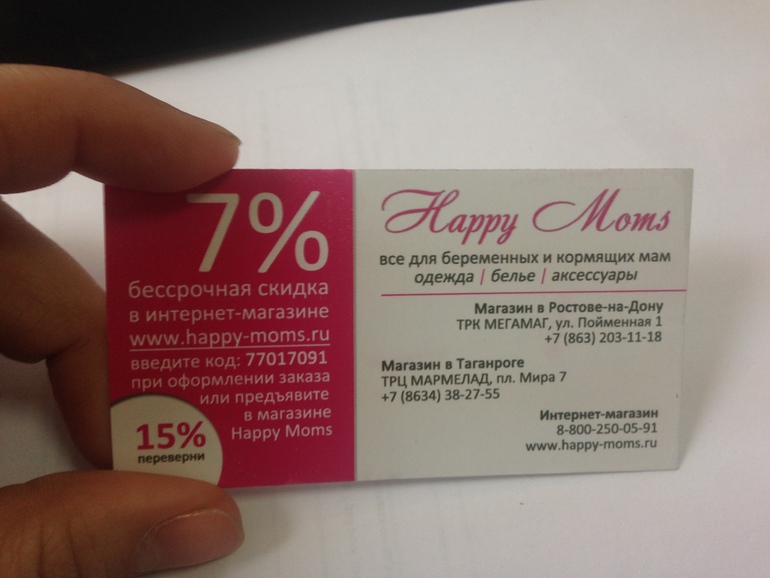 7%
бессрочная скидка
в интернет-магазине
www.happy-moms.ru
введите код: 77017091
при оформлении заказа
или предъявите
в магазине
Happy Moms
15%
переверни
Happy Moms
все для беременных и кормящих мам
одежда | белье | аксессуары
Магазин в Ростове-на-Дону
ТРК МЕГАМАГ, ул. Пойменная 1
+7 (863) 203-11-18
Магазин в Таганроге
ТРЦ МАРМЕЛАД, пл. Мира 7
+7 (8634) 38-27-55
Интернет-магазин
8-800-250-05-91
www.happy-moms.ru